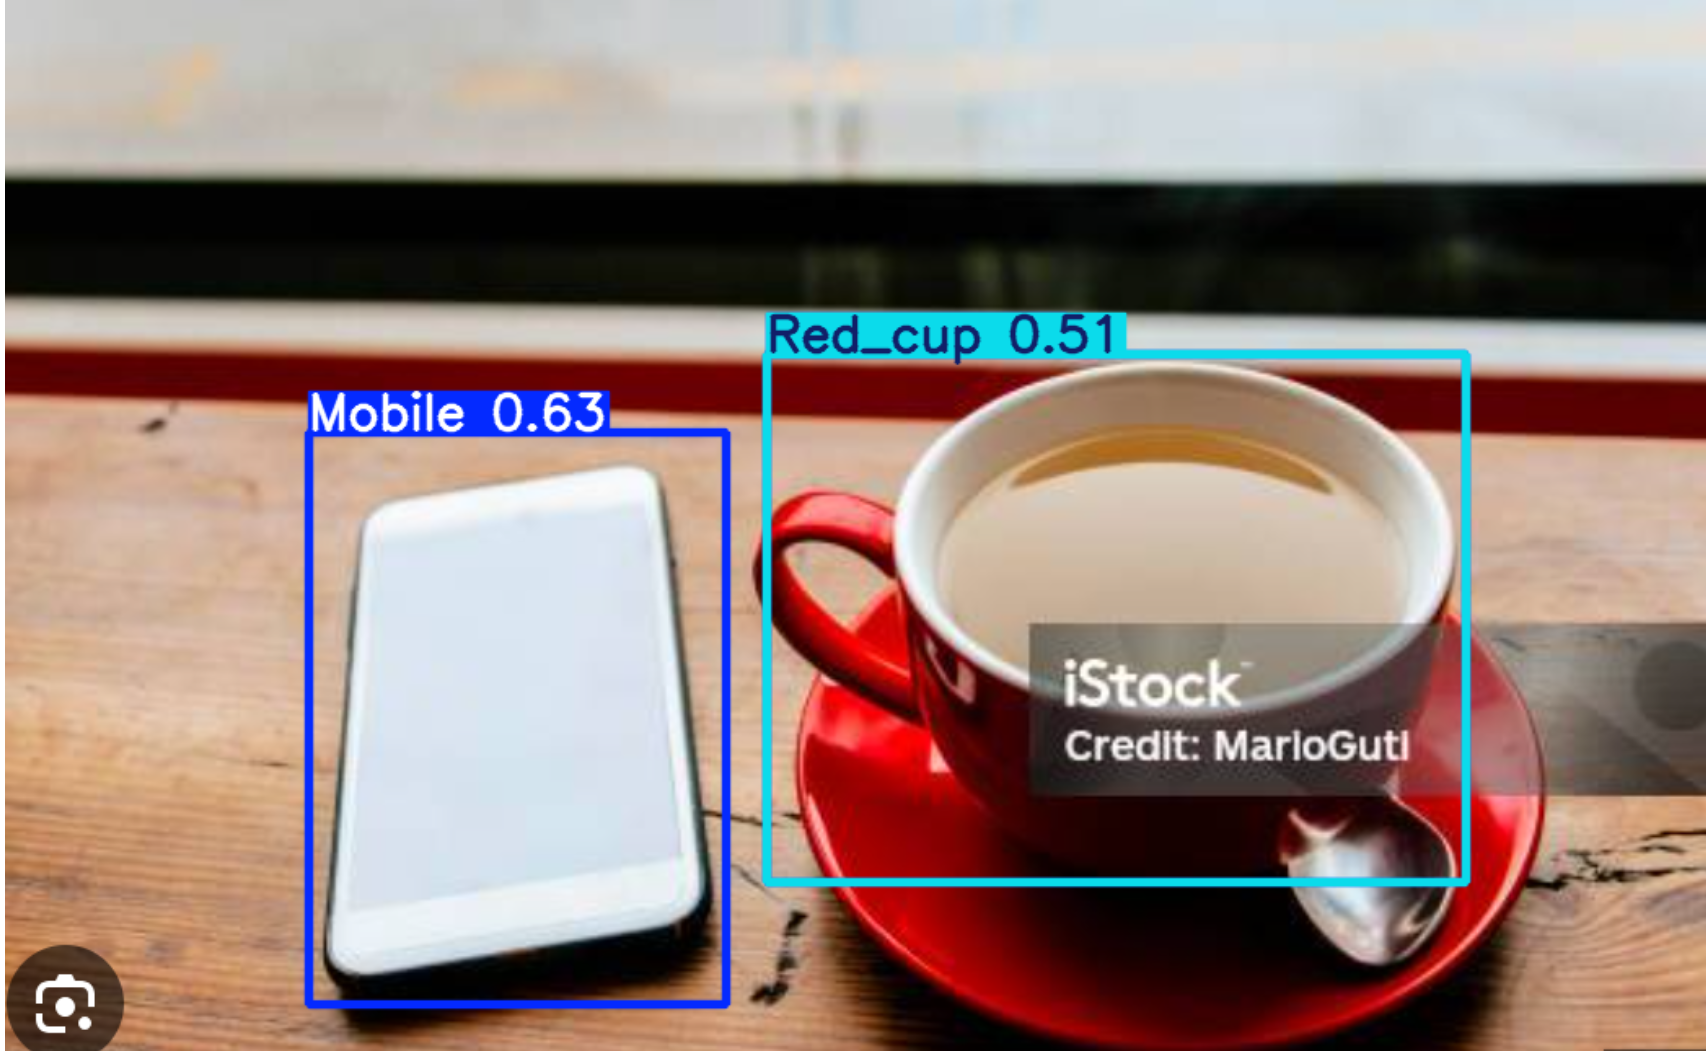 Red_cup 0.51
Mobile 0.63
iStock
Credit: MarioGuti